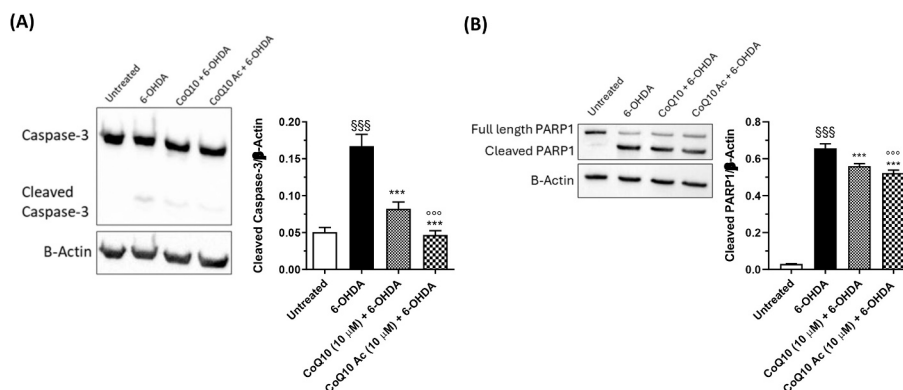 (A)
Untreated
6-OHDA
CoQ10 + 6-OHDA
CoQ10 Ac + 6-OHDA
Caspase-3
Cleaved
Caspase-3
B-Actin
Cleaved Caspase-3/β-Actin
0.20
0.15
0.10
0.05
0.00
§§§
***
°°°
***
Untreated
6-OHDA
CoQ10 (10 μM) + 6-OHDA
CoQ10 Ac (10 μM) + 6-OHDA
(B)
Untreated
6-OHDA
CoQ10 + 6-OHDA
CoQ10 Ac + 6-OHDA
Full length PARP1
Cleaved PARP1
B-Actin
Cleaved PARP1/β-Actin
0.8
0.6
0.4
0.2
0.0
§§§
***
°°°
***
Untreated
6-OHDA
CoQ10 (10 μM) + 6-OHDA
CoQ10 Ac (10 μM) + 6-OHDA